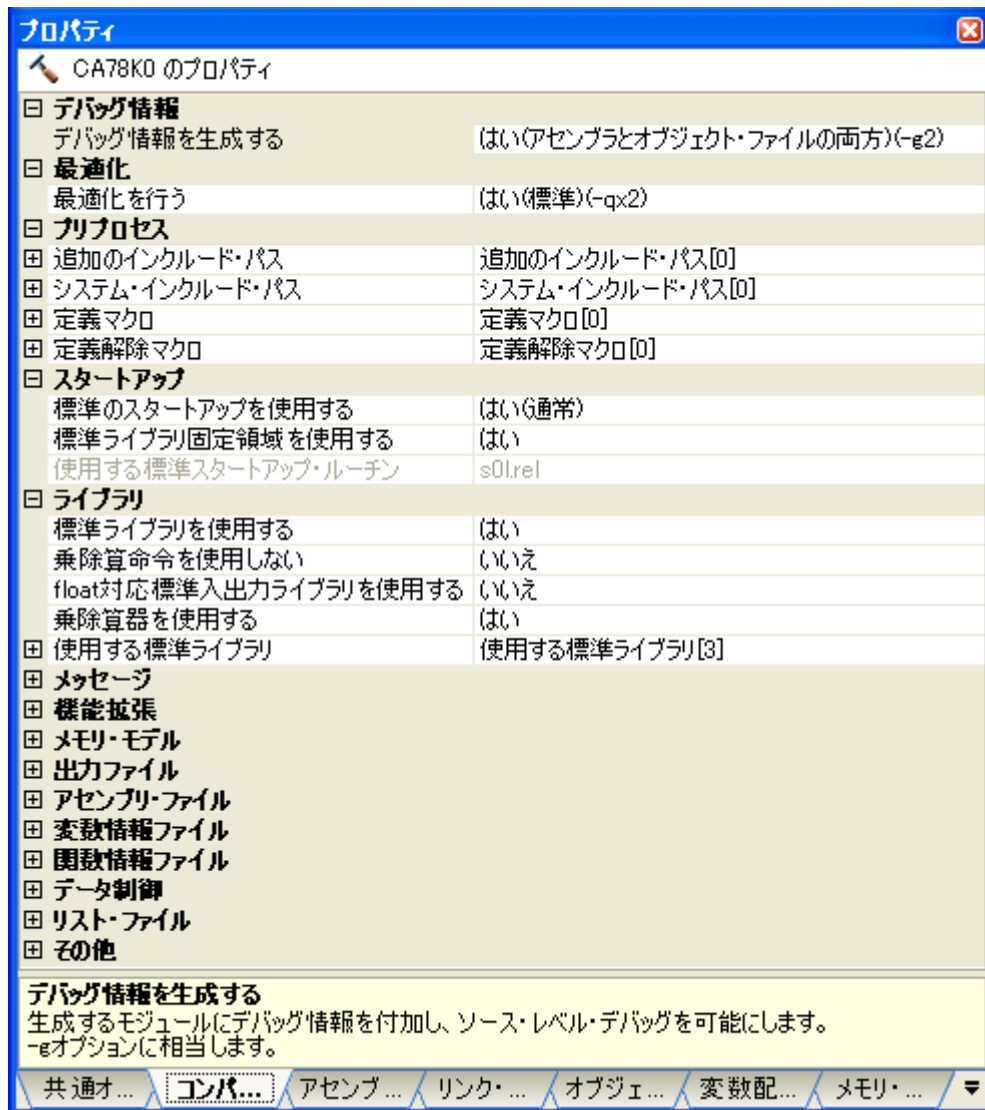 プロパティ
CA78K0 のプロパティ
デバッグ情報
デバッグ情報を生成する はい(アセンブラとオブジェクト・ファイルの両方)(-g2)
最適化
最適化を行う はい(標準)(-qx2)
プリプロセス
追加のインクルード・パス 追加のインクルード・パス[0]
システム・インクルード・パス システム・インクルード・パス[0]
定義マクロ 定義マクロ[0]
定義解除マクロ 定義解除マクロ[0]
スタートアップ
標準のスタートアップを使用する はい(通常)
標準ライブラリ固定領域を使用する はい
使用する標準スタートアップ・ルーチン s0l.rel
ライブラリ
標準ライブラリを使用する はい
乗除算命令を使用しない いいえ
float対応標準入出力ライブラリを使用する いいえ
乗除算器を使用する はい
使用する標準ライブラリ 使用する標準ライブラリ[3]
メッセージ
機能拡張
メモリ・モデル
出力ファイル
アセンブリ・ファイル
変数情報ファイル
関数情報ファイル
データ制御
リスト・ファイル
その他
デバッグ情報を生成する
生成するモジュールにデバッグ情報を付加し、ソース・レベル・デバッグを可能にします。
-gオプションに相当します。
共通オ... コンパ... アセンブ... リンク・... オブジェ... 変数配... メモリ・...